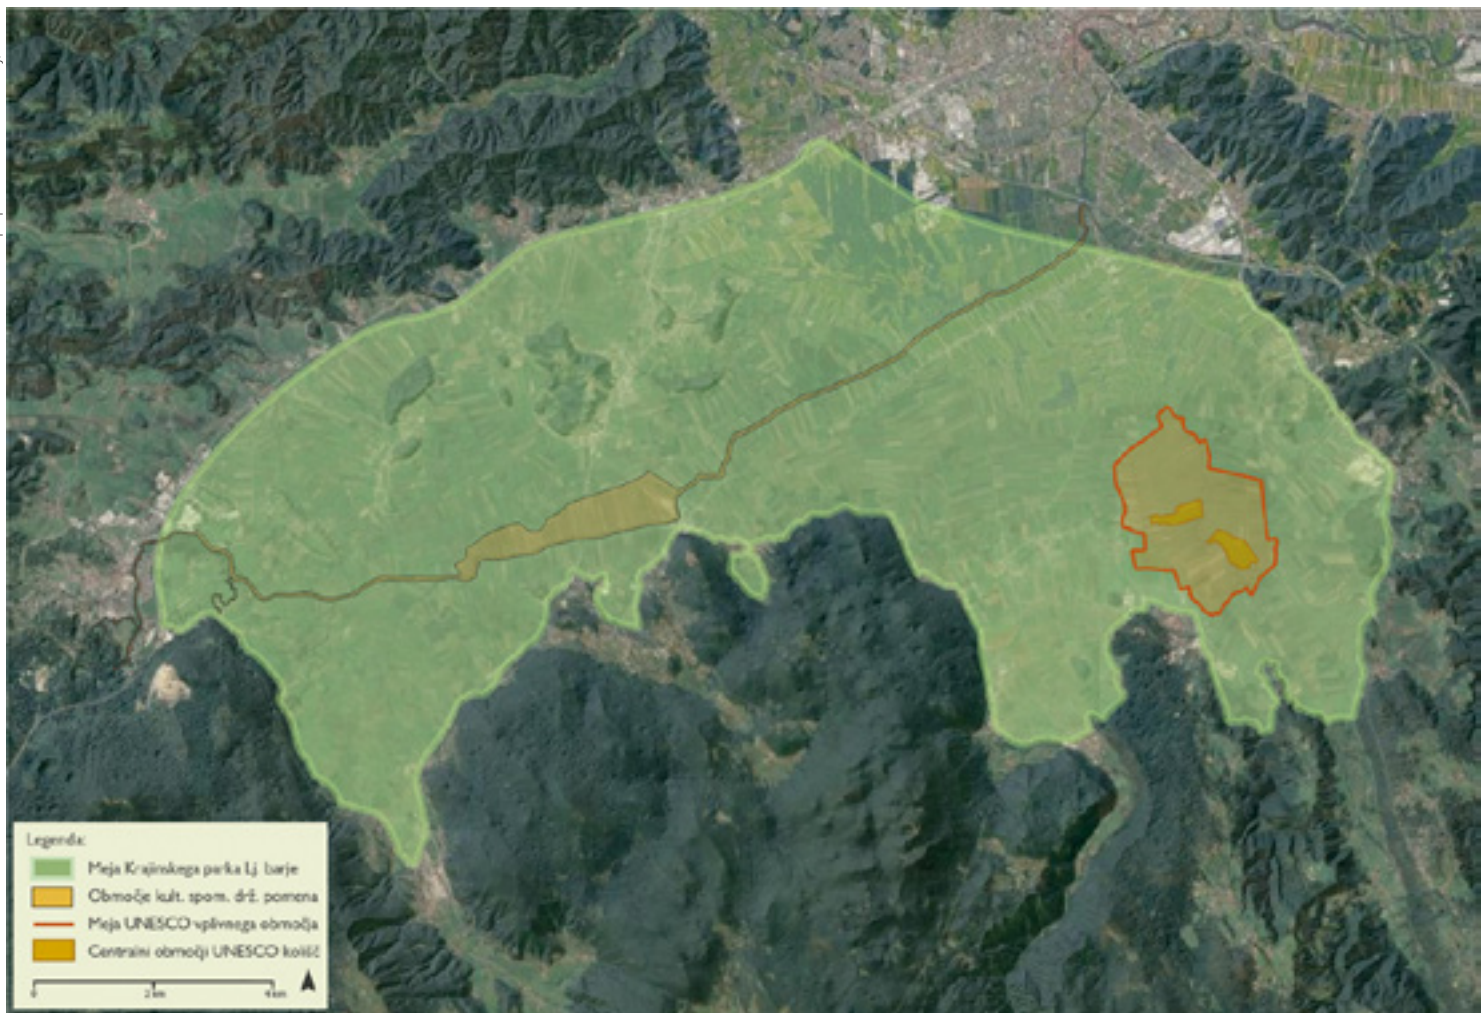 Legenda:
Meja Krajinskega parka Lj. barje
Območje kult. spom. drž. pomena
Meja UNESCO vplivnega območja
Centralni območji UNESCO kolišč
0 2 km 4 km